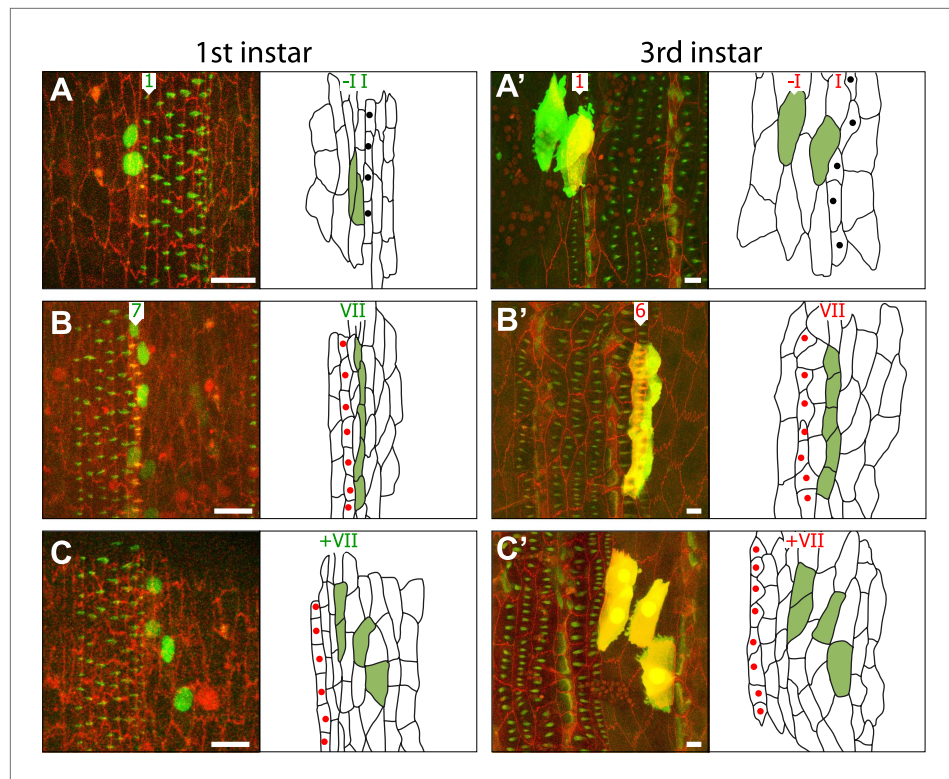 1st instar 3rd instar
A 1 -I I A' 1 -I I
B 7 VII B' 6 VII
C +VII C' +VII